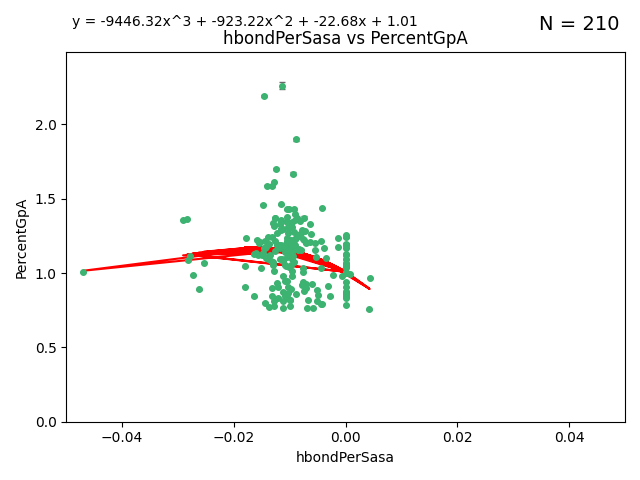 y = -9446.32x^3 + -923.22x^2 + -22.68x + 1.01
N = 210
hbondPerSasa vs PercentGpA
PercentGpA
2.0
1.5
1.0
0.5
0.0
−0.04 −0.02 0.00 0.02 0.04
hbondPerSasa